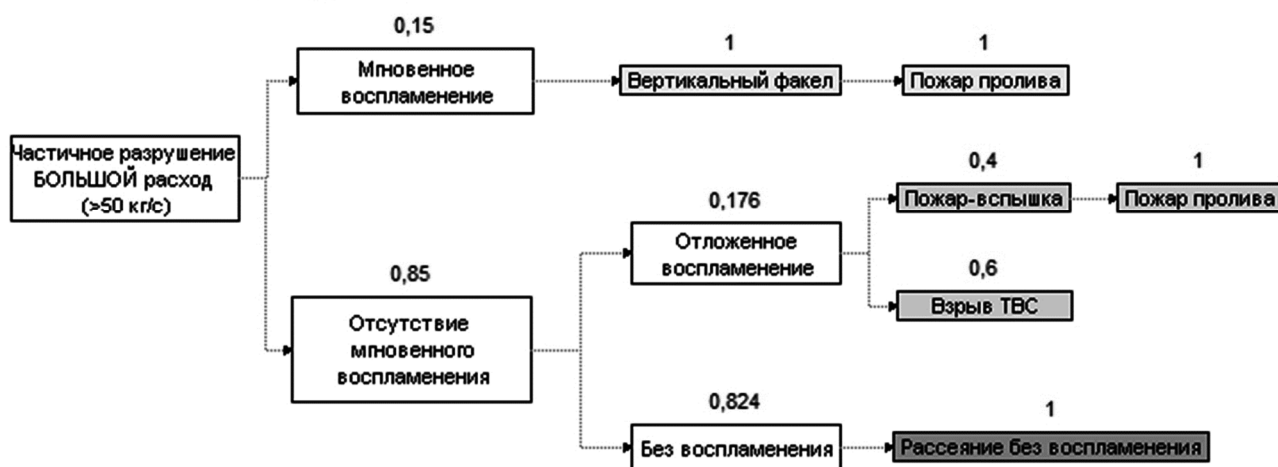 0,15
1
1
Мгновенное
воспламенение
Вертикальный факел
Пожар пролива
Частичное разрушение
БОЛЬШОЙ расход
(>50 кг/с)
0,4
1
0,176
Пожар-вспышка
Пожар пролива
Отложенное
воспламенение
0,85
0,6
Взрыв ТВС
Отсутствие
мгновенного
воспламенения
0,824
1
Без воспламенения
Рассеяние без воспламенения